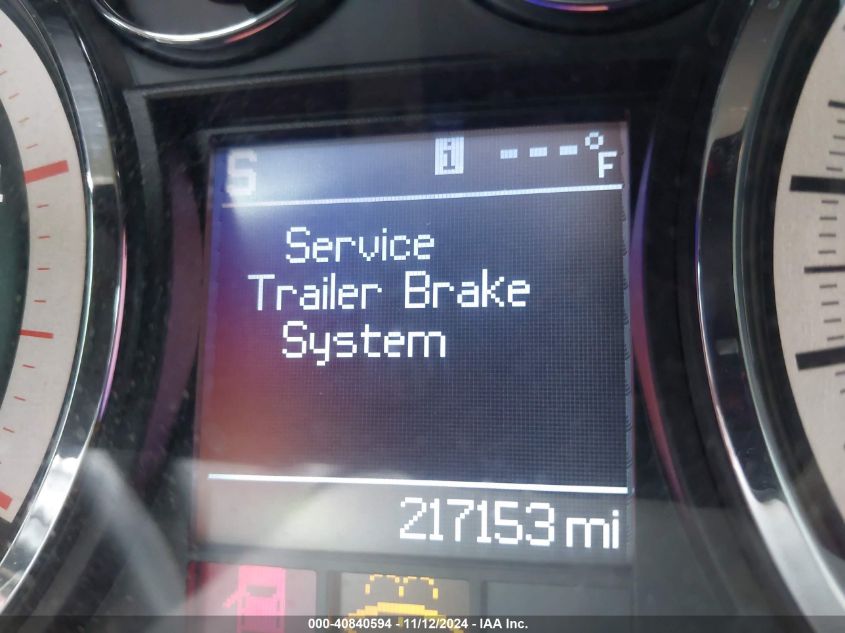 S i ---°F
Service
Trailer Brake
System
217153 mi
000-40840594 - 11/12/2024 - IAA Inc.